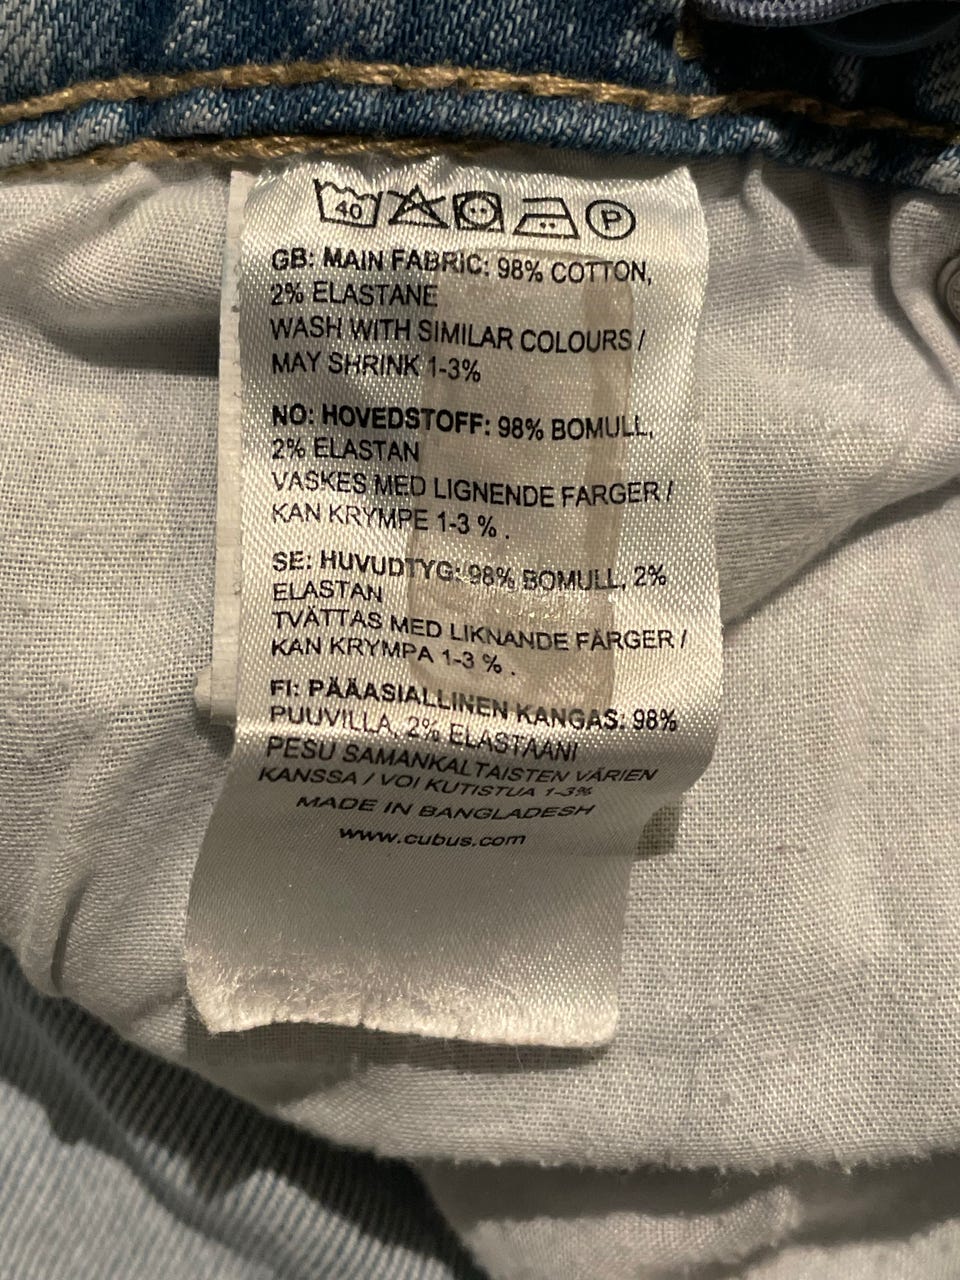 40 P
GB: MAIN FABRIC: 98% COTTON,
2% ELASTANE
WASH WITH SIMILAR COLOURS /
MAY SHRINK 1-3%
NO: HOVEDSTOFF: 98% BOMULL,
2% ELASTAN
VASKES MED LIGNENDE FARGER /
KAN KRYMPE 1-3 % .
SE: HUVUDTYG: 98% BOMULL, 2%
ELASTAN
TVÄTTAS MED LIKNANDE FÄRGER /
KAN KRYMPA 1-3 % .
FI: PÄÄASIALLINEN KANGAS: 98%
PUUVILLA, 2% ELASTAANI
PESU SAMANKALTAISTEN VÄRIEN
KANSSA / VOI KUTISTUA 1-3%
MADE IN BANGLADESH
www.cubus.com